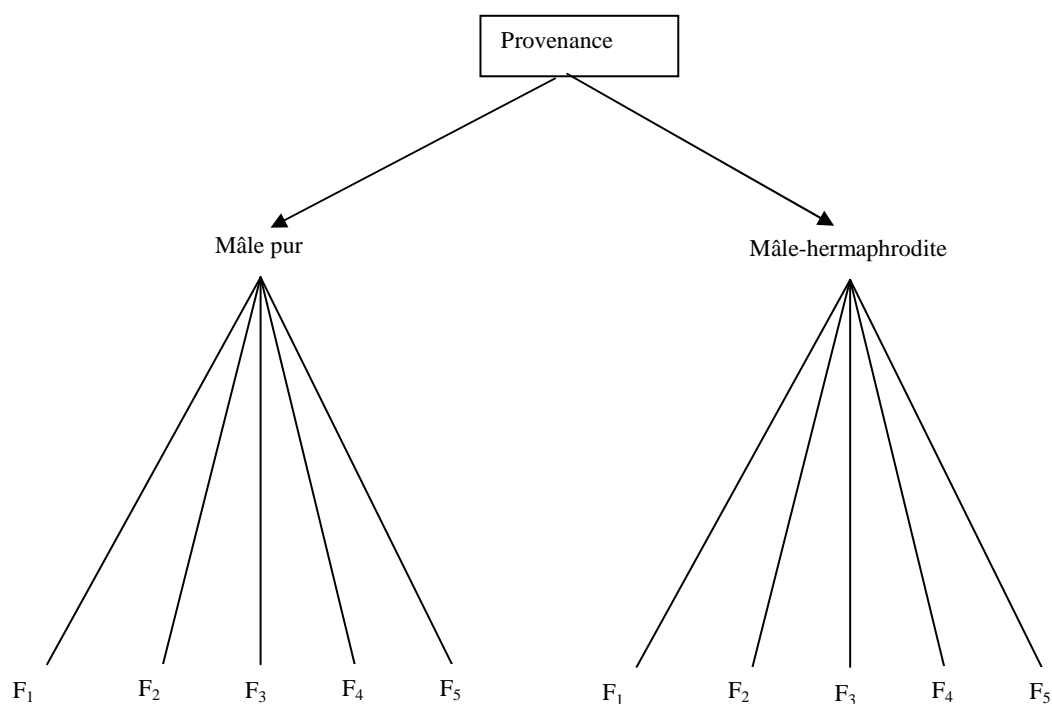 Provenance
Mâle pur
Mâle-hermaphrodite
F₁ F₂ F₃ F₄ F₅
F₁ F₂ F₃ F₄ F₅